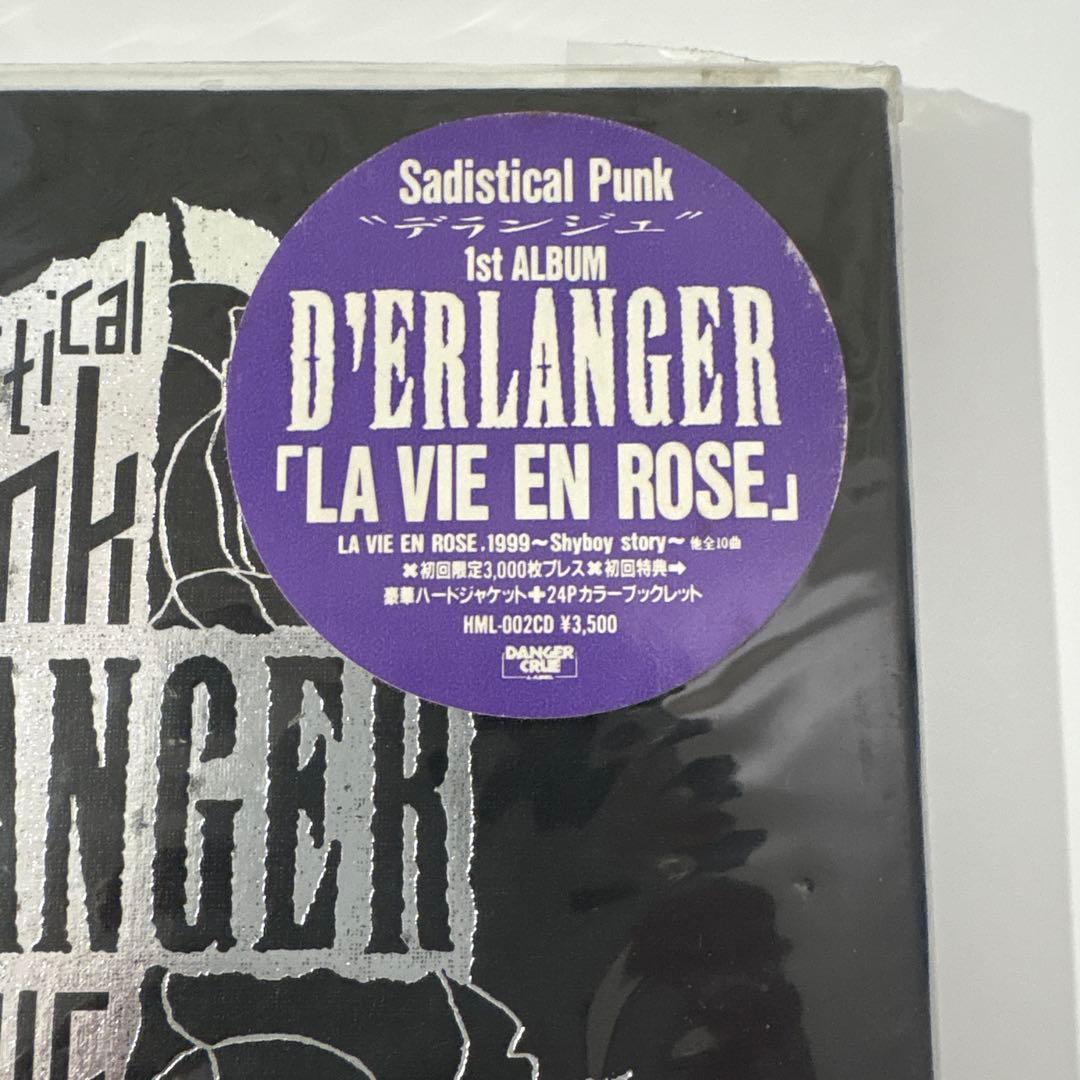 Sadistical Punk
"デランジェ"
1st ALBUM
D'ERLANGER
「LA VIE EN ROSE」
LA VIE EN ROSE.1999〜Shyboy story〜 他全10曲
✖初回限定3,000枚プレス✖初回特典➡
豪華ハードジャケット✚24Pカラーブックレット
HML-002CD ¥3,500
DANGER
CRUE
tical
nk
ANGER